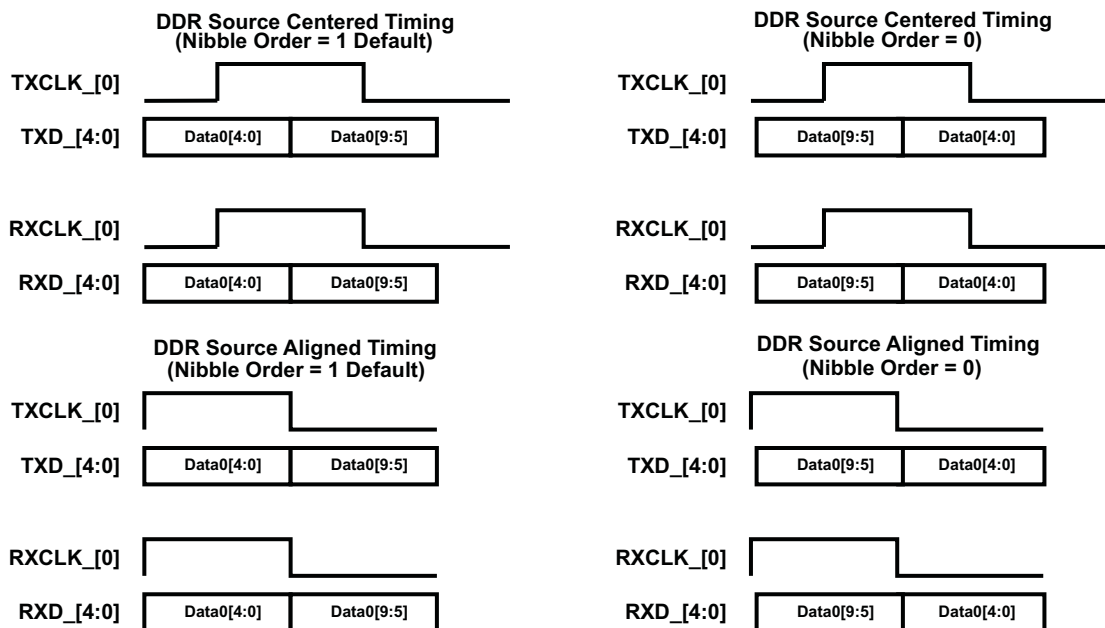 DDR Source Centered Timing
(Nibble Order = 1 Default)
TXCLK_[0]
TXD_[4:0] Data0[4:0] Data0[9:5]
RXCLK_[0]
RXD_[4:0] Data0[4:0] Data0[9:5]
DDR Source Centered Timing
(Nibble Order = 0)
TXCLK_[0]
TXD_[4:0] Data0[9:5] Data0[4:0]
RXCLK_[0]
RXD_[4:0] Data0[9:5] Data0[4:0]
DDR Source Aligned Timing
(Nibble Order = 1 Default)
TXCLK_[0]
TXD_[4:0] Data0[4:0] Data0[9:5]
RXCLK_[0]
RXD_[4:0] Data0[4:0] Data0[9:5]
DDR Source Aligned Timing
(Nibble Order = 0)
TXCLK_[0]
TXD_[4:0] Data0[9:5] Data0[4:0]
RXCLK_[0]
RXD_[4:0] Data0[9:5] Data0[4:0]